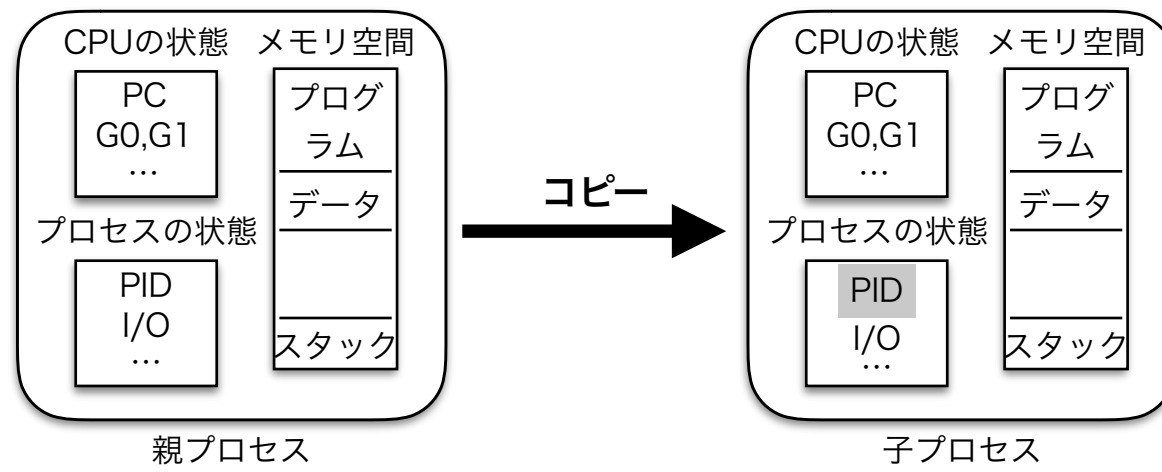 CPUの状態 メモリ空間
PC
G0,G1
…
プログ
ラム
データ
スタック
プロセスの状態
PID
I/O
…
親プロセス
コピー
CPUの状態 メモリ空間
PC
G0,G1
…
プログ
ラム
データ
スタック
プロセスの状態
PID
I/O
…
子プロセス